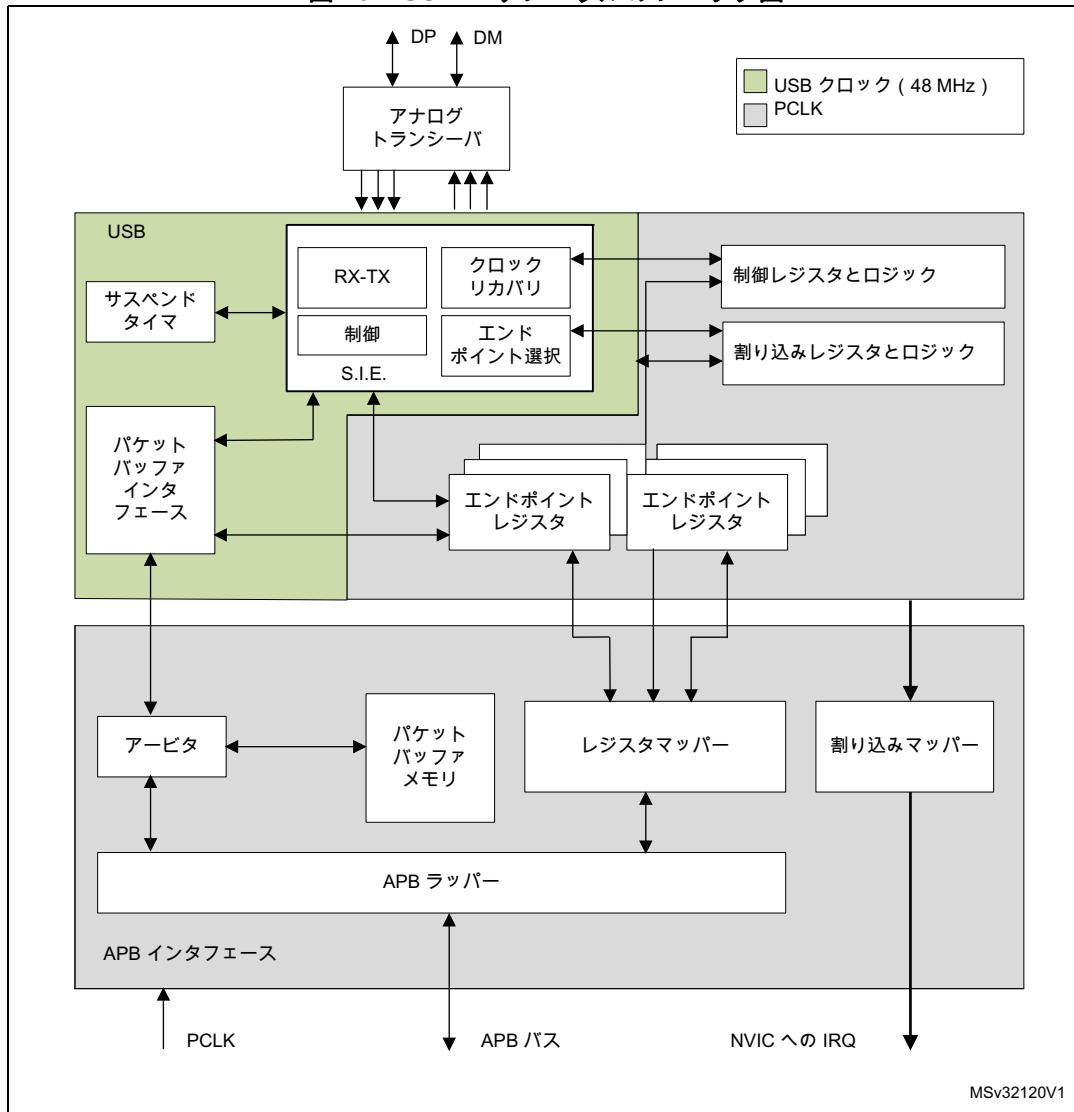 DP
DM
アナログ
トランシーバ
USB クロック ( 48 MHz )
PCLK
USB
RX-TX
クロック
リカバリ
制御レジスタとロジック
サスペンド
タイマ
制御
エンド
ポイント選択
割り込みレジスタとロジック
S.I.E.
パケット
バッファ
インタ
フェース
エンドポイント
レジスタ
エンドポイント
レジスタ
アービタ
パケット
バッファ
メモリ
レジスタマッパー
割り込みマッパー
APB ラッパー
APB インタフェース
PCLK
APB バス
NVIC への IRQ
MSv32120V1